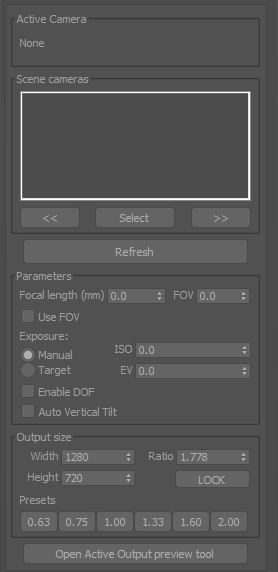 Active Camera
None
Scene cameras
<< Select >>
Refresh
Parameters
Focal length (mm) 0.0 FOV 0.0
Use FOV
Exposure:
Manual ISO 0.0
Target EV 0.0
Enable DOF
Auto Vertical Tilt
Output size
Width 1280 Ratio 1.778
Height 720 LOCK
Presets
0.63 0.75 1.00 1.33 1.60 2.00
Open Active Output preview tool